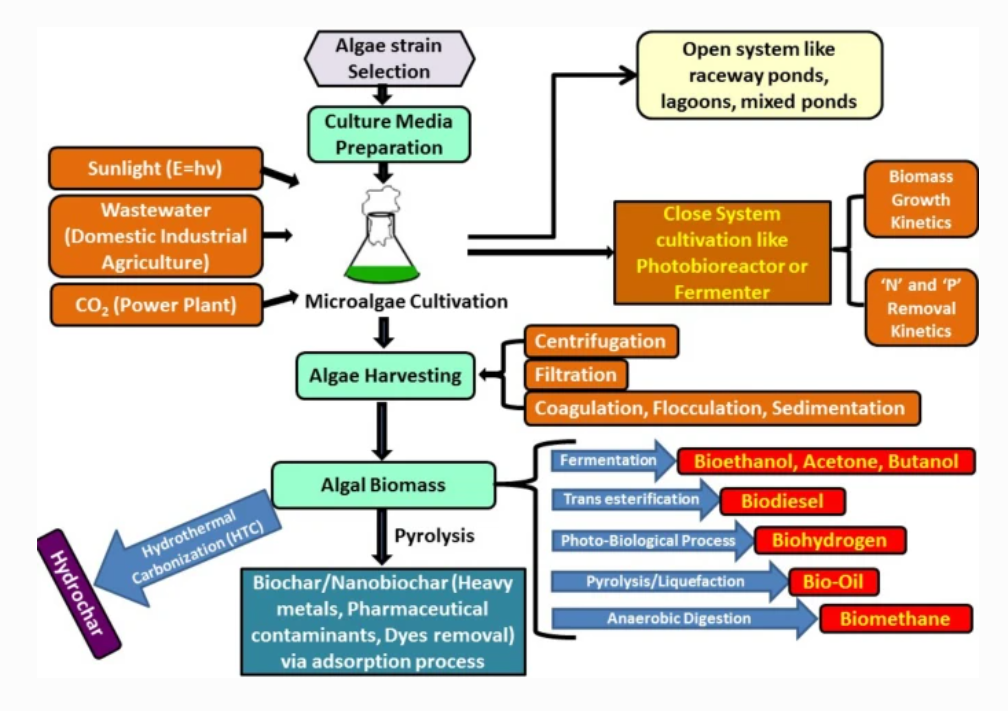 Algae strain
Selection
Culture Media
Preparation
Open system like
raceway ponds,
lagoons, mixed ponds
Sunlight (E=hv)
Wastewater
(Domestic Industrial
Agriculture)
CO₂ (Power Plant)
Microalgae Cultivation
Close System
cultivation like
Photobioreactor or
Fermenter
Biomass
Growth
Kinetics
‘N’ and ‘P’
Removal
Kinetics
Algae Harvesting
Centrifugation
Filtration
Coagulation, Flocculation, Sedimentation
Algal Biomass
Fermentation
Bioethanol, Acetone, Butanol
Trans esterification
Biodiesel
Photo-Biological Process
Biohydrogen
Pyrolysis/Liquefaction
Bio-Oil
Anaerobic Digestion
Biomethane
Hydrothermal
Carbonization (HTC)
Hydrochar
Pyrolysis
Biochar/Nanobiochar (Heavy
metals, Pharmaceutical
contaminants, Dyes removal)
via adsorption process